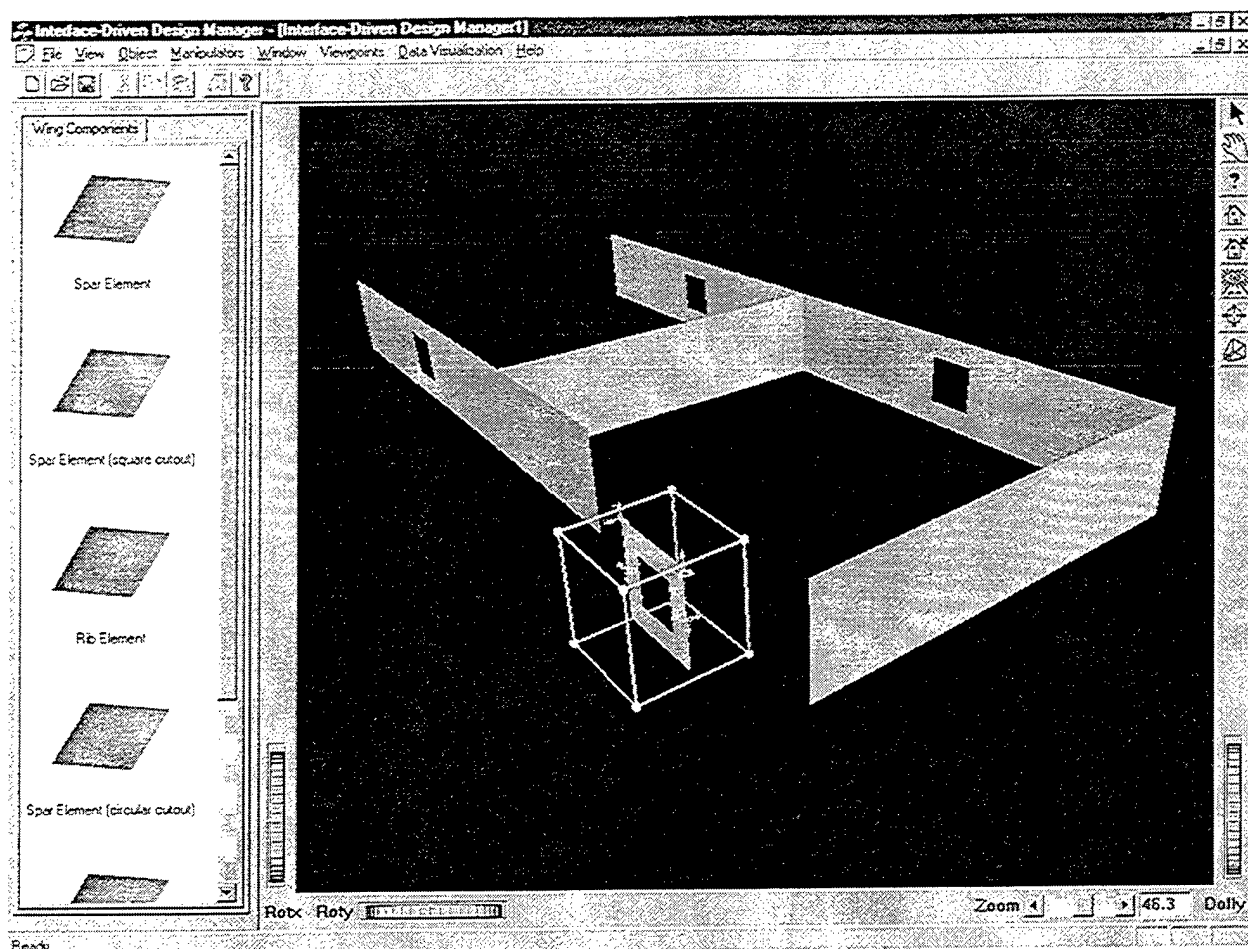 Interface-Driven Design Manager - [Interface-Driven Design Manager1]
File View Object Manipulators Window Viewpoints Data Visualization Help
Wing Components
Spar Element
Spar Element (square cutout)
Rib Element
Spar Element (circular cutout)
Rotx Roty
Zoom 46.3 Dolly
Ready